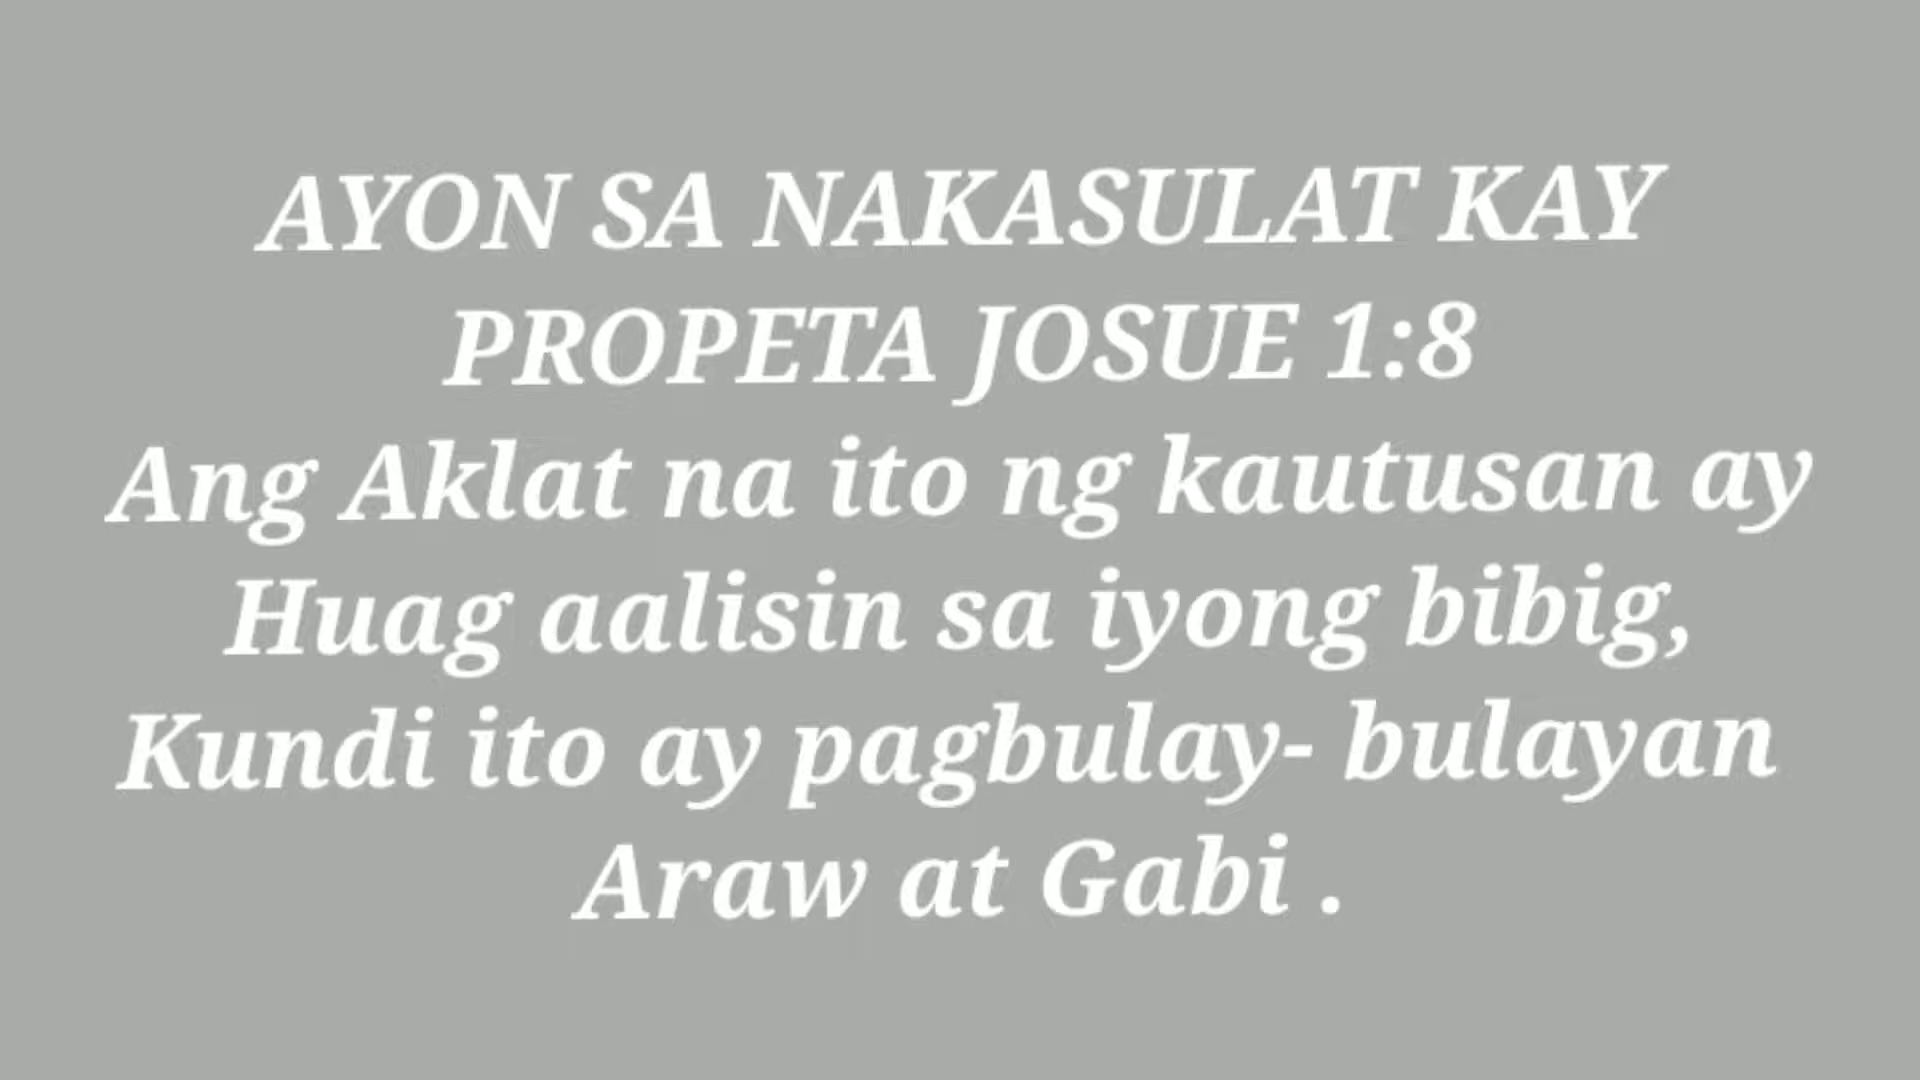 AYON SA NAKASULAT KAY
PROPETA JOSUE 1:8
Ang Aklat na ito ng kautusan ay
Huag aalisin sa iyong bibig,
Kundi ito ay pagbulay- bulayan
Araw at Gabi .